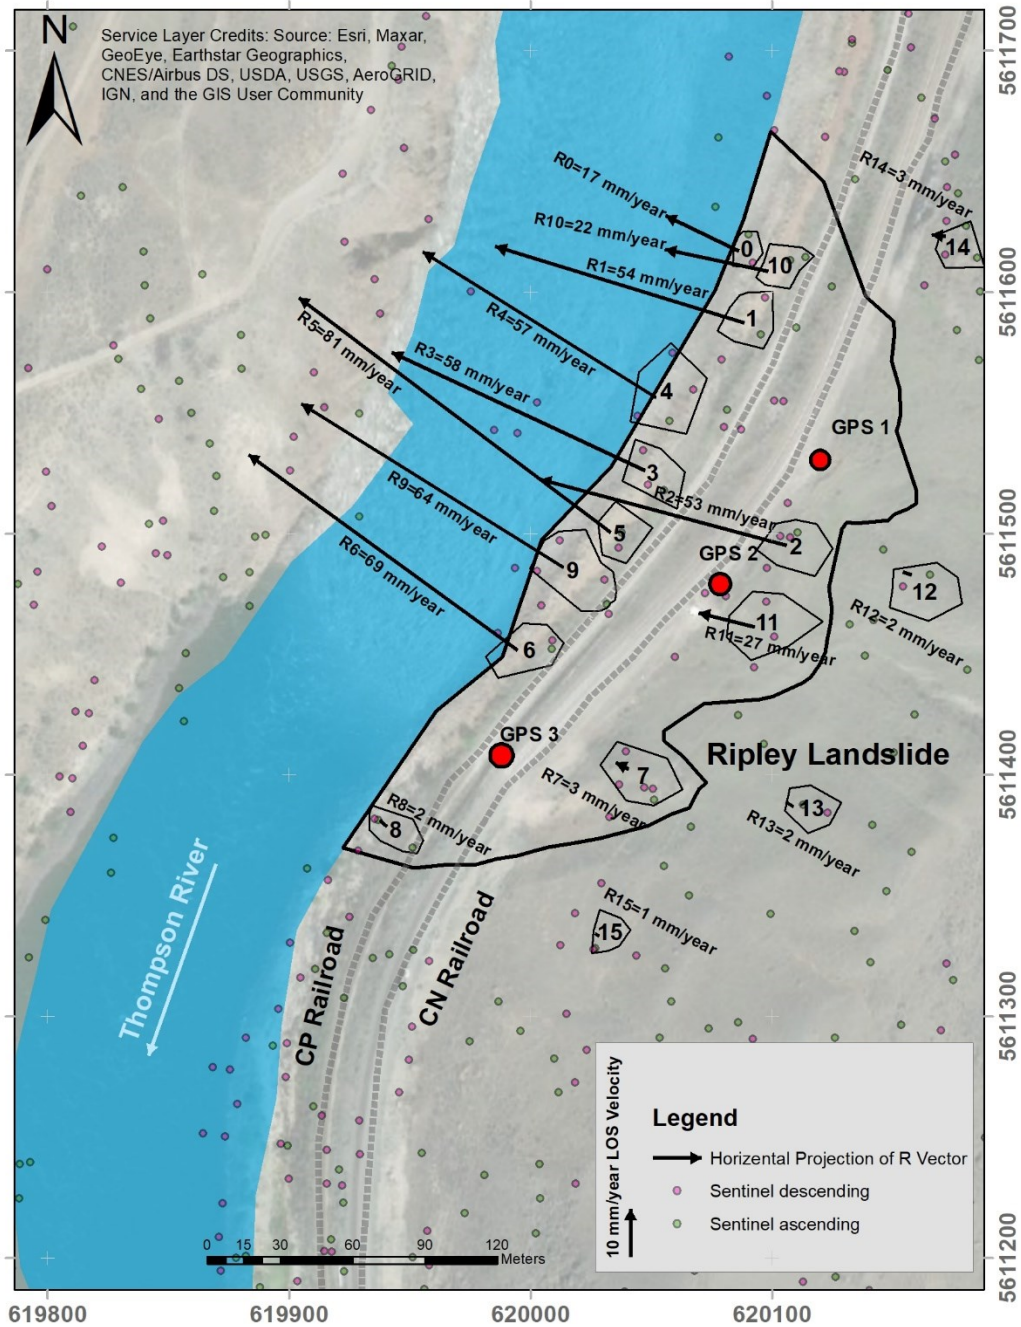 N
Service Layer Credits: Source: Esri, Maxar,
GeoEye, Earthstar Geographics,
CNES/Airbus DS, USDA, USGS, AeroGRID,
IGN, and the GIS User Community
5611700
R14=3 mm/year
R0=17 mm/year
R10=22 mm/year
0
14
10
R1=54 mm/year
5611600
1
R4=57 mm/year
R5=81 mm/year
R3=58 mm/year
4
GPS 1
3
R9=64 mm/year
R2=53 mm/year
5611500
5
2
R6=69 mm/year
GPS 2
9
12
R12=2 mm/year
11
R11=27 mm/year
6
GPS 3
Ripley Landslide
5611400
7
R7=3 mm/year
R8=2 mm/year
8
13
R13=2 mm/year
Thompson River
R15=1 mm/year
15
CP Railroad
CN Railroad
5611300
10 mm/year LOS Velocity
Legend
Horizental Projection of R Vector
Sentinel descending
Sentinel ascending
0 15 30 60 90 120
Meters
5611200
619800 619900 620000 620100